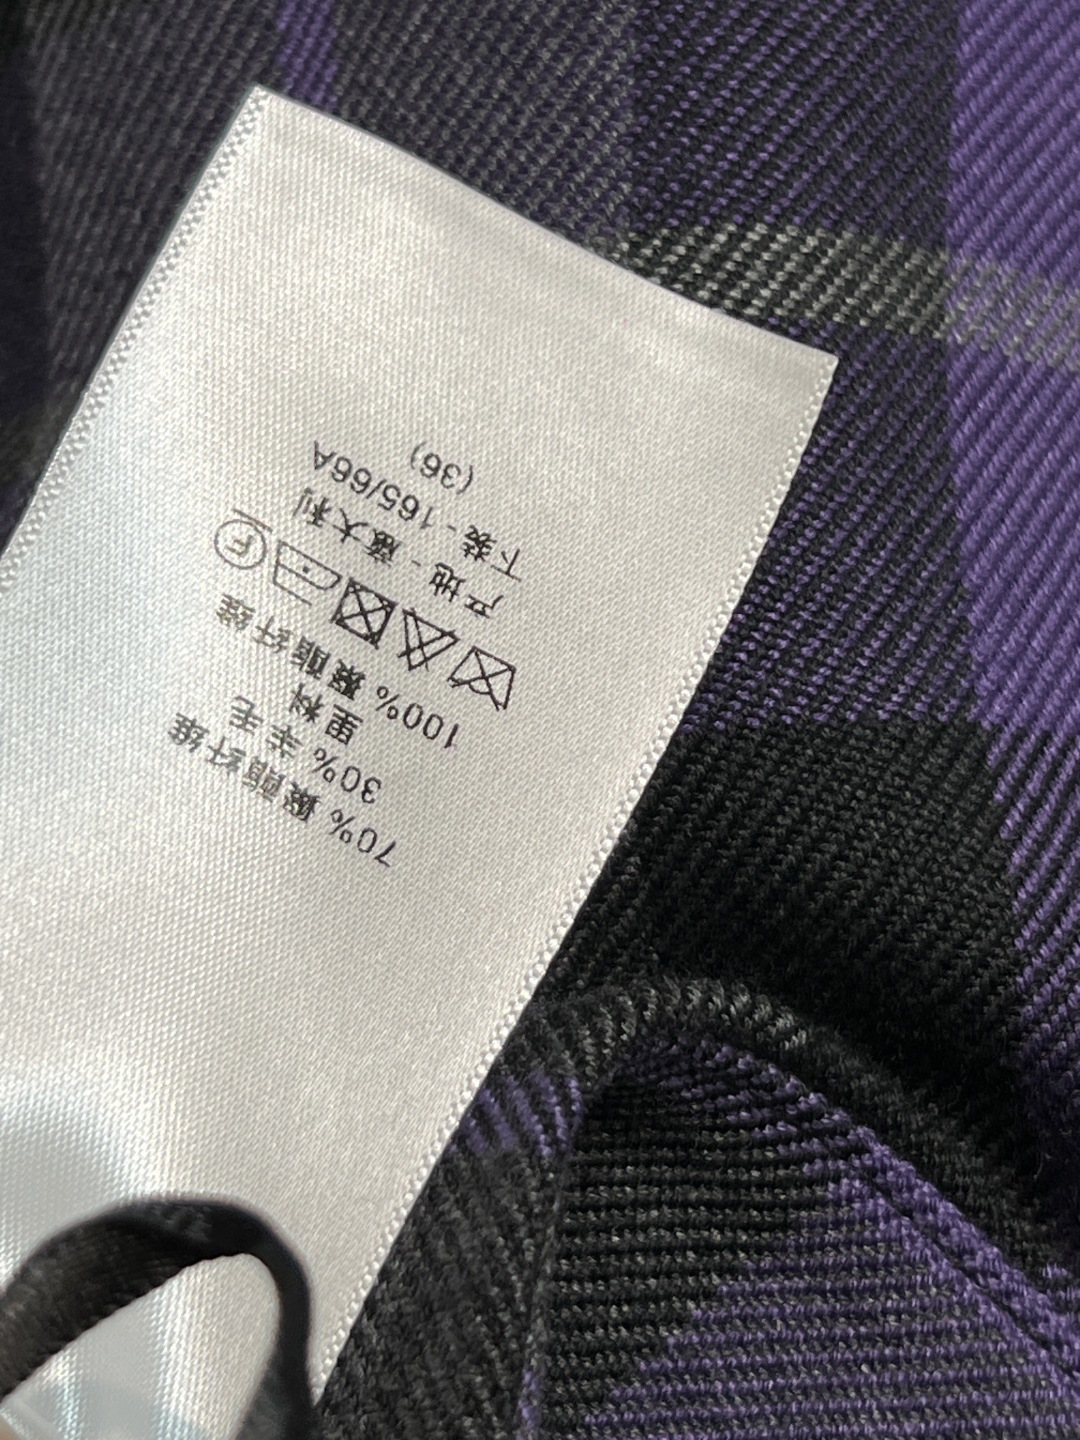 70% 聚酯纤维
30% 羊毛
里料
100% 聚酯纤维
F
产地 - 意大利
下装 - 165/66A
(36)